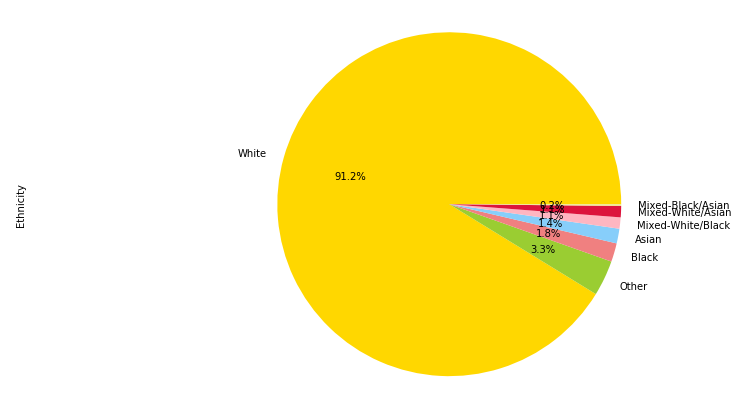 White
91.2%
Ethnicity
0.2%
Mixed-Black/Asian
Mixed-White/Asian
1.1%
Mixed-White/Black
1.4%
Asian
1.8%
Black
3.3%
Other